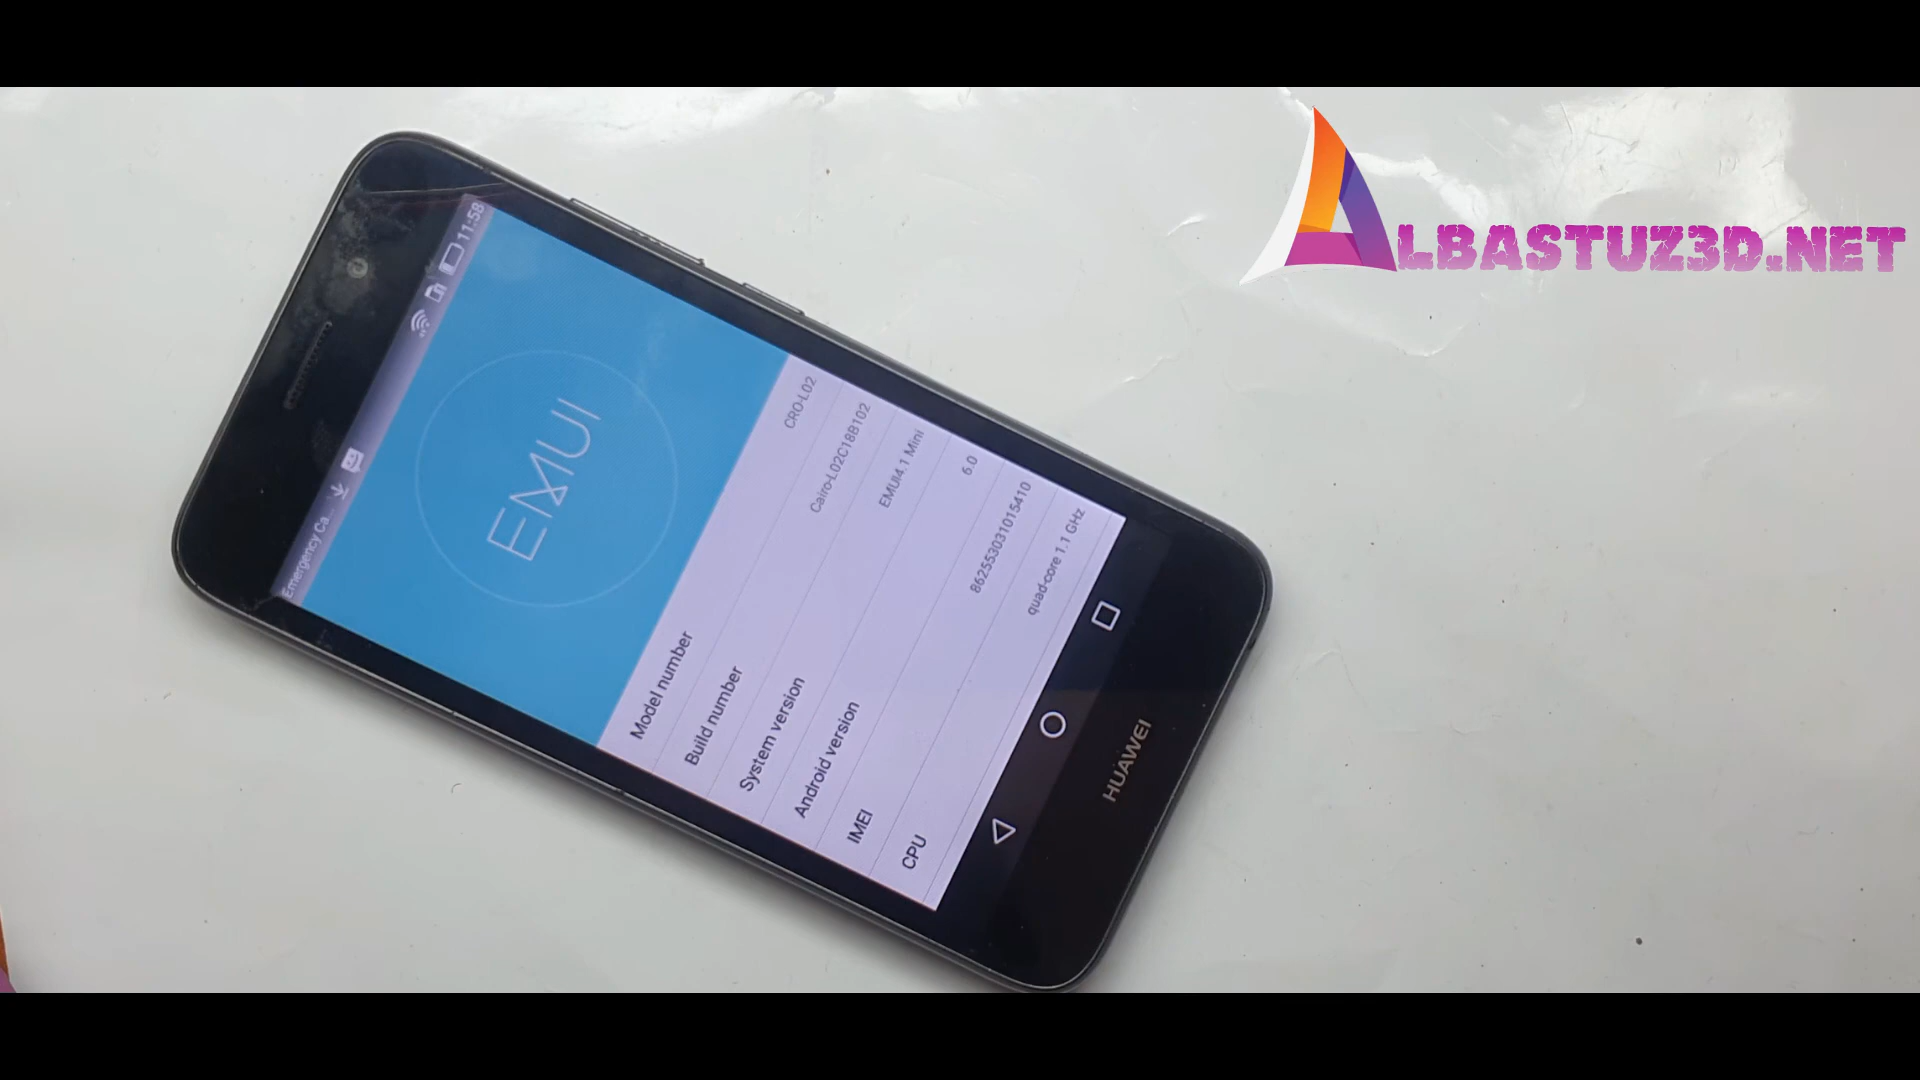 ALBASTUZ3D.NET
Emergency Ca...
11:58
EMUI
Model number CRO-L02
Build number Cairo-L02C18B102
System version EMUI4.1 Mini
Android version 6.0
IMEI 862553031015410
CPU quad-core 1.1 GHz
HUAWEI